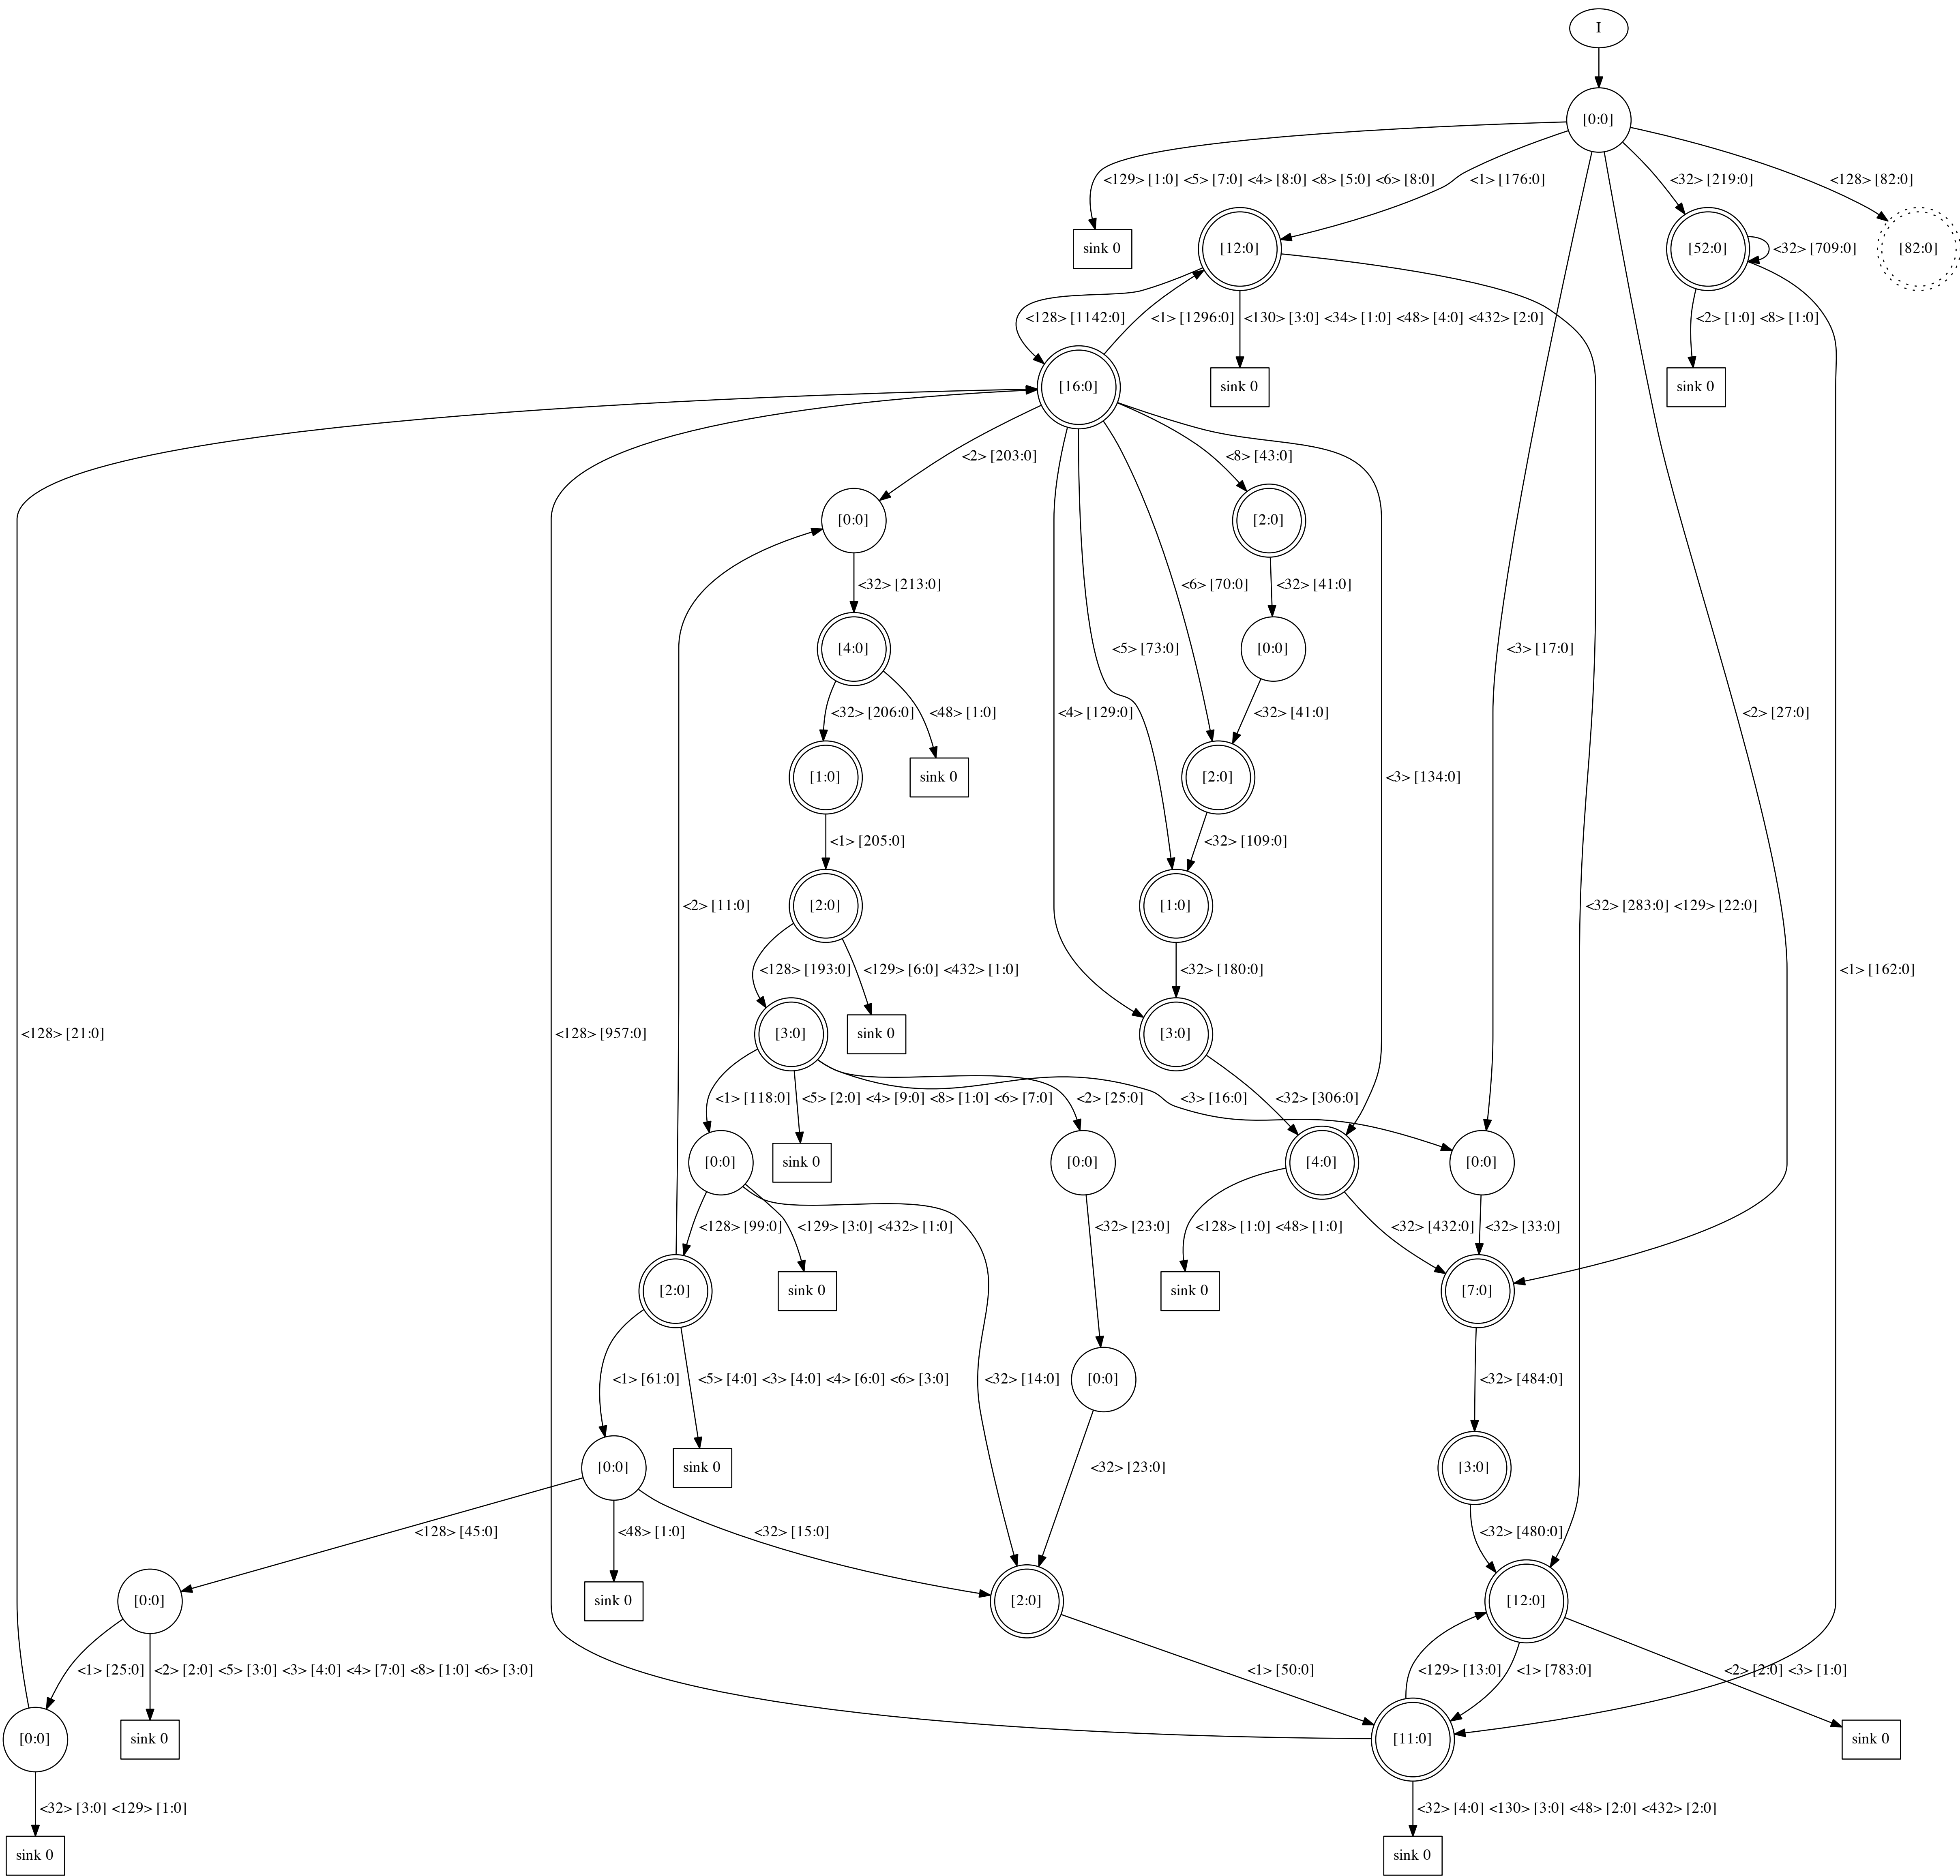 I
[0:0]
<129> [1:0] <5> [7:0] <4> [8:0] <8> [5:0] <6> [8:0]
<1> [176:0]
<32> [219:0]
<128> [82:0]
sink 0
[12:0]
[52:0]
<32> [709:0]
[82:0]
<128> [1142:0]
<1> [1296:0]
<130> [3:0] <34> [1:0] <48> [4:0] <432> [2:0]
<2> [1:0] <8> [1:0]
[16:0]
sink 0
sink 0
<2> [203:0]
<8> [43:0]
[0:0]
[2:0]
<32> [213:0]
<6> [70:0]
<32> [41:0]
[4:0]
<5> [73:0]
[0:0]
<3> [17:0]
<32> [206:0]
<48> [1:0]
<4> [129:0]
<32> [41:0]
<2> [27:0]
[1:0]
sink 0
[2:0]
<3> [134:0]
<1> [205:0]
<32> [109:0]
<2> [11:0]
[2:0]
[1:0]
<32> [283:0] <129> [22:0]
<128> [193:0]
<129> [6:0] <432> [1:0]
<32> [180:0]
<1> [162:0]
<128> [21:0]
<128> [957:0]
[3:0]
sink 0
[3:0]
<1> [118:0]
<5> [2:0] <4> [9:0] <8> [1:0] <6> [7:0]
<2> [25:0]
<3> [16:0]
<32> [306:0]
[0:0]
sink 0
[0:0]
[4:0]
[0:0]
<128> [99:0]
<129> [3:0] <432> [1:0]
<32> [23:0]
<128> [1:0] <48> [1:0]
<32> [432:0]
<32> [33:0]
[2:0]
sink 0
sink 0
[7:0]
<1> [61:0]
<5> [4:0] <3> [4:0] <4> [6:0] <6> [3:0]
<32> [14:0]
[0:0]
<32> [484:0]
[0:0]
sink 0
<32> [23:0]
[3:0]
<128> [45:0]
<48> [1:0]
<32> [15:0]
<32> [480:0]
[0:0]
sink 0
[2:0]
[12:0]
<1> [25:0]
<2> [2:0] <5> [3:0] <3> [4:0] <4> [7:0] <8> [1:0] <6> [3:0]
<1> [50:0]
<129> [13:0]
<1> [783:0]
<2> [2:0] <3> [1:0]
[0:0]
sink 0
[11:0]
sink 0
<32> [3:0] <129> [1:0]
<32> [4:0] <130> [3:0] <48> [2:0] <432> [2:0]
sink 0
sink 0